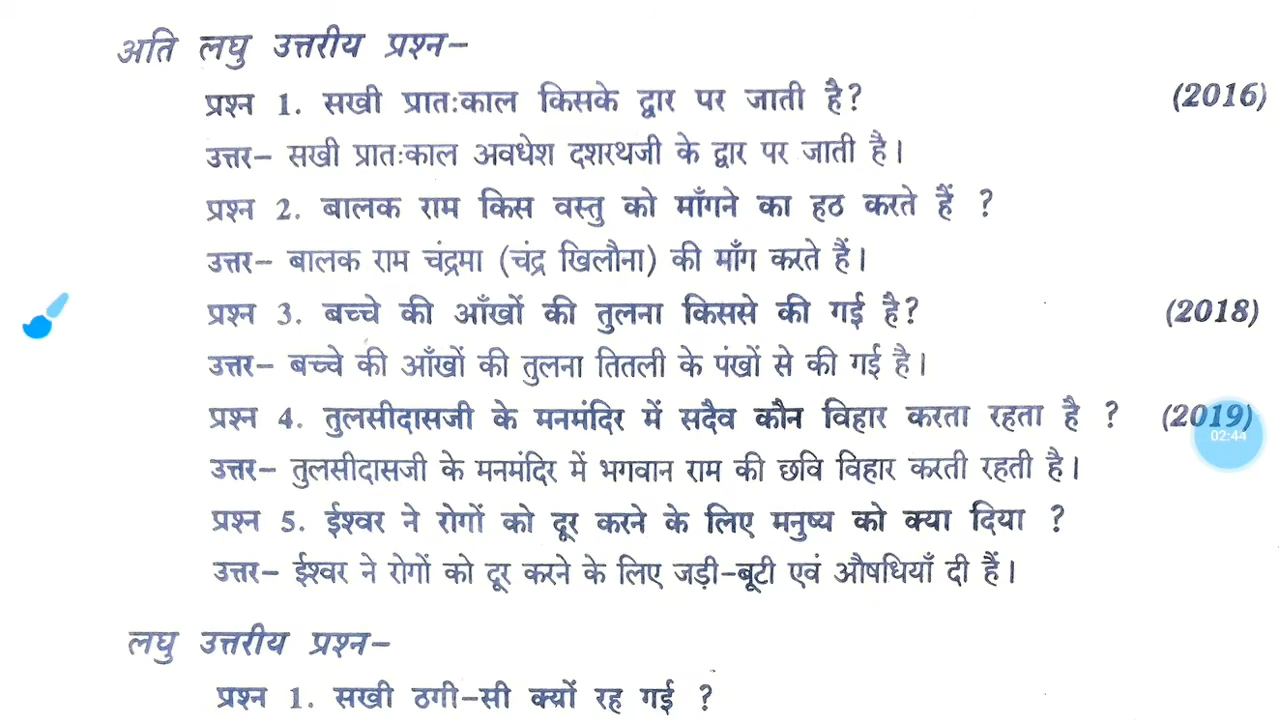 अति लघु उत्तरीय प्रश्न–
प्रश्न 1. सखी प्रातःकाल किसके द्वार पर जाती है? (2016)
उत्तर– सखी प्रातःकाल अवधेश दशरथजी के द्वार पर जाती है।
प्रश्न 2. बालक राम किस वस्तु को माँगने का हठ करते हैं ?
उत्तर– बालक राम चंद्रमा (चंद्र खिलौना) की माँग करते हैं।
प्रश्न 3. बच्चे की आँखों की तुलना किससे की गई है? (2018)
उत्तर– बच्चे की आँखों की तुलना तितली के पंखों से की गई है।
प्रश्न 4. तुलसीदासजी के मनमंदिर में सदैव कौन विहार करता रहता है ? (2019)
02:44
उत्तर– तुलसीदासजी के मनमंदिर में भगवान राम की छवि विहार करती रहती है।
प्रश्न 5. ईश्वर ने रोगों को दूर करने के लिए मनुष्य को क्या दिया ?
उत्तर– ईश्वर ने रोगों को दूर करने के लिए जड़ी–बूटी एवं औषधियाँ दी हैं।
लघु उत्तरीय प्रश्न–
प्रश्न 1. सखी ठगी–सी क्यों रह गई ?